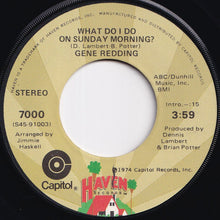 WHAT DO I DO
ON SUNDAY MORNING?
(D. Lambert-B. Potter)
GENE REDDING
STEREO
7000
(S45-91003)
Arranged by
Jimmie
Haskell
ABC/Dunhill
Music, Inc.
BMI
Intro.-:15
3:59
Produced by
Dennis
Lambert
& Brian Potter
Capitol®
©1974 Capitol Records, Inc.
HAVEN
RECORDS